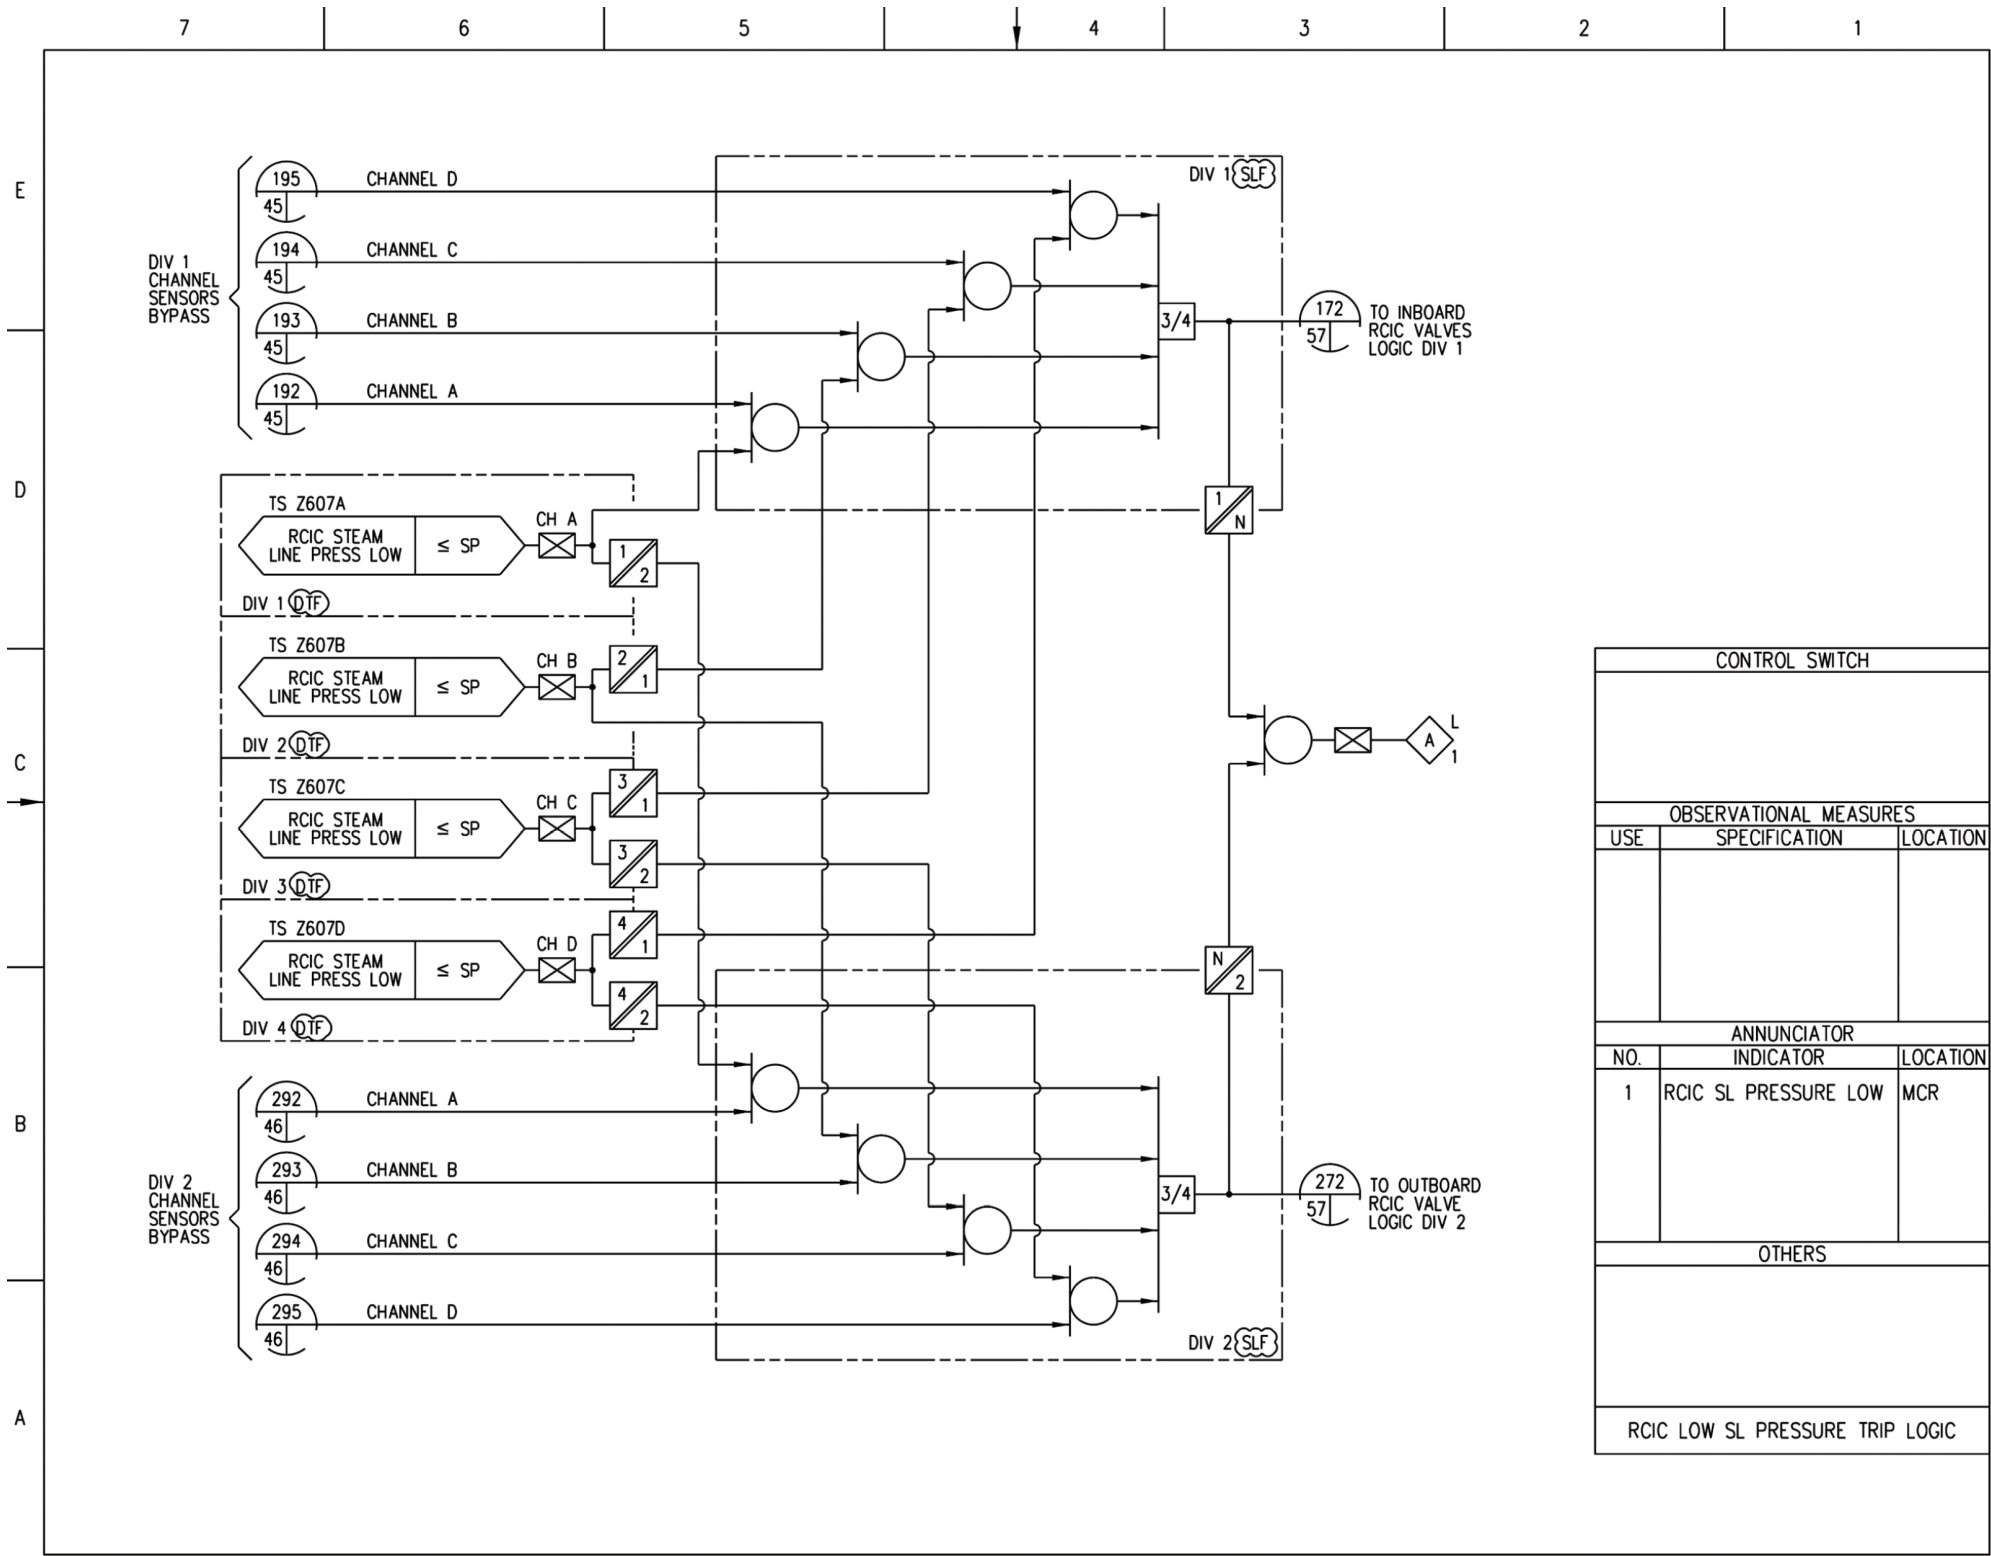 7 6 5 4 3 2 1
E
D
C
B
A
DIV 1
CHANNEL
SENSORS
BYPASS
195
45
CHANNEL D
194
45
CHANNEL C
193
45
CHANNEL B
192
45
CHANNEL A
DIV 1 SLF
3/4
172
57
TO INBOARD
RCIC VALVES
LOGIC DIV 1
1
N
TS Z607A
RCIC STEAM
LINE PRESS LOW
≤ SP
CH A
1
2
DIV 1 DTF
TS Z607B
RCIC STEAM
LINE PRESS LOW
≤ SP
CH B
2
1
DIV 2 DTF
TS Z607C
RCIC STEAM
LINE PRESS LOW
≤ SP
CH C
3
1
3
2
DIV 3 DTF
TS Z607D
RCIC STEAM
LINE PRESS LOW
≤ SP
CH D
4
1
4
2
DIV 4 DTF
A
L
1
N
2
DIV 2
CHANNEL
SENSORS
BYPASS
292
46
CHANNEL A
293
46
CHANNEL B
294
46
CHANNEL C
295
46
CHANNEL D
3/4
272
57
TO OUTBOARD
RCIC VALVE
LOGIC DIV 2
DIV 2 SLF
CONTROL SWITCH
OBSERVATIONAL MEASURES
USE SPECIFICATION LOCATION
ANNUNCIATOR
NO. INDICATOR LOCATION
1 RCIC SL PRESSURE LOW MCR
OTHERS
RCIC LOW SL PRESSURE TRIP LOGIC